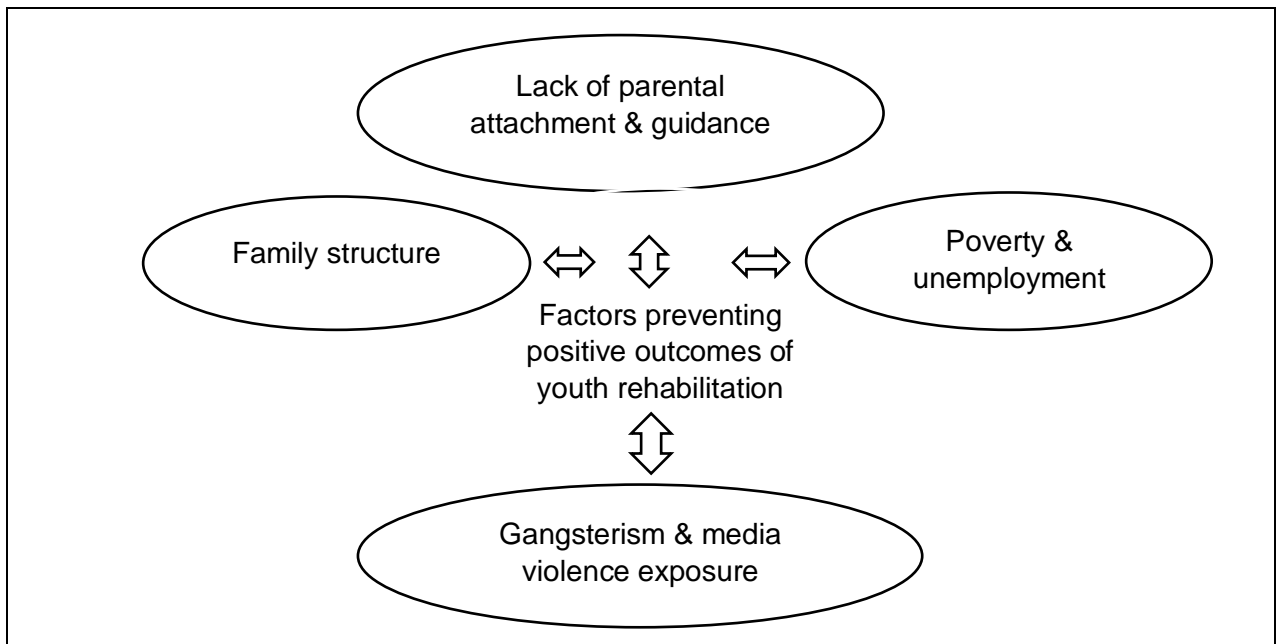 Lack of parental
attachment & guidance
Family structure
Poverty &
unemployment
Factors preventing
positive outcomes of
youth rehabilitation
Gangsterism & media
violence exposure